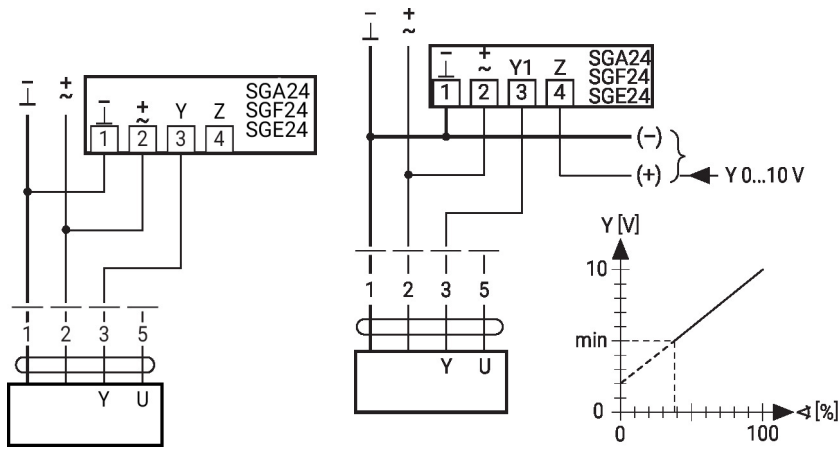 − +
⊥ ~
SGA24
SGF24
SGE24
− + Y Z
⊥ ~
1 2 3 4
1 2 3 5
Y U
− +
⊥ ~
SGA24
SGF24
SGE24
− + Y1 Z
⊥ ~
1 2 3 4
(−)
(+)
Y 0...10 V
1 2 3 5
Y U
Y [V]
10
min
0
0 100
∢ [%]